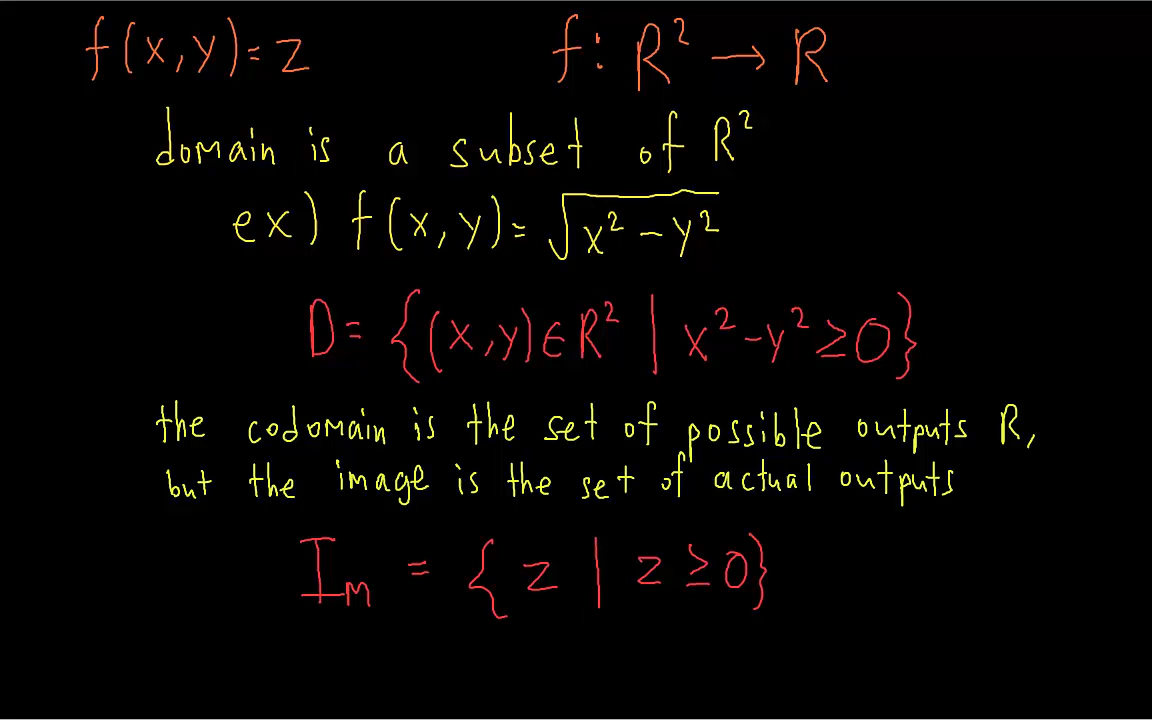 f(x,y)=z f: R² → R
domain is a subset of R²
ex) f(x,y)= √x² - y²
D= {(x,y)∈R² | x²-y² ≥0}
the codomain is the set of possible outputs R,
but the image is the set of actual outputs
Im = { z | z ≥0}